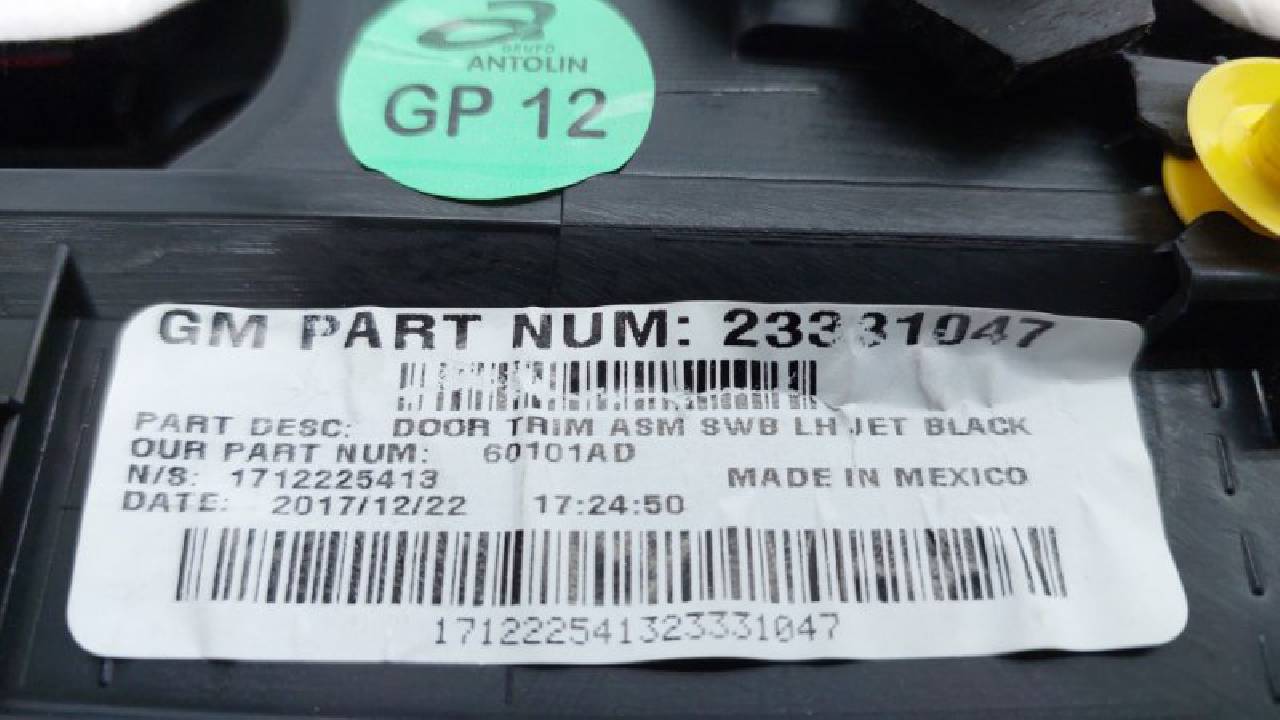 GRUPO
ANTOLIN
GP 12
GM PART NUM: 23331047
PART DESC: DOOR TRIM ASM SWB LH JET BLACK
OUR PART NUM: 60101AD
N/S: 1712225413 MADE IN MEXICO
DATE: 2017/12/22 17:24:50
171222541323331047